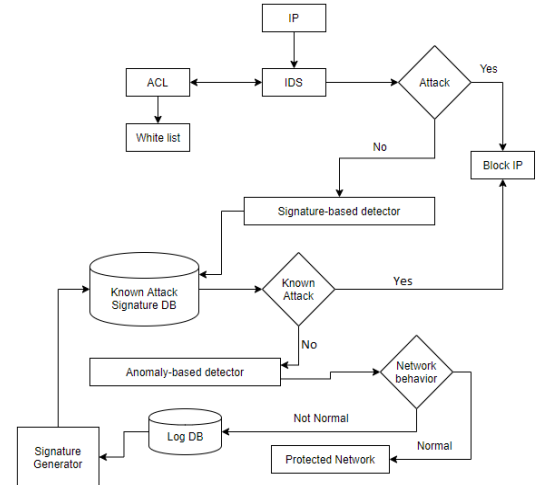 IP
ACL
IDS
Attack
Yes
White list
No
Block IP
Signature-based detector
Known Attack
Signature DB
Known
Attack
Yes
No
Anomaly-based detector
Network
behavior
Not Normal
Log DB
Normal
Signature
Generator
Protected Network